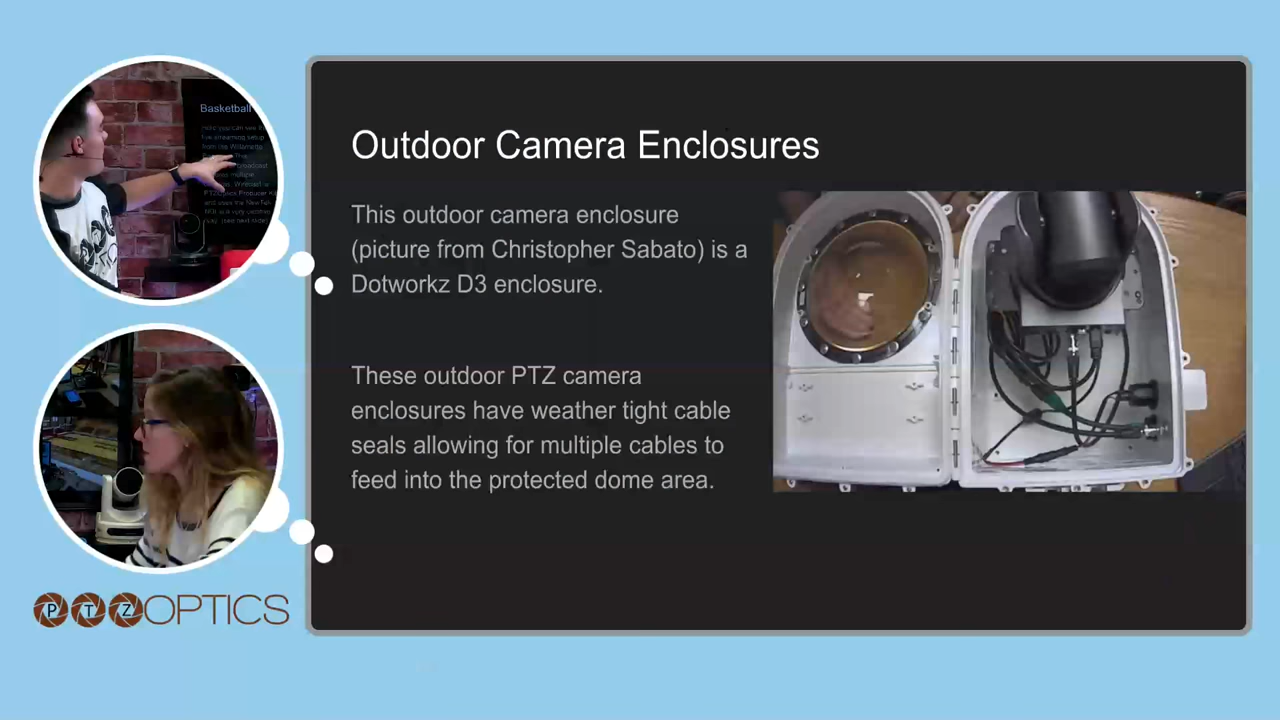 Basketball
Outdoor Camera Enclosures
This outdoor camera enclosure
(picture from Christopher Sabato) is a
Dotworkz D3 enclosure.
These outdoor PTZ camera
enclosures have weather tight cable
seals allowing for multiple cables to
feed into the protected dome area.
PTZOPTICS